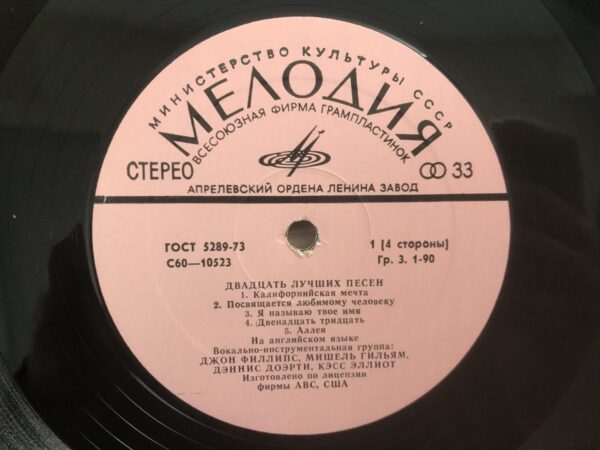 МИНИСТЕРСТВО КУЛЬТУРЫ СССР
МЕЛОДИЯ
ВСЕСОЮЗНАЯ ФИРМА ГРАМПЛАСТИНОК
СТЕРЕО 33
АПРЕЛЕВСКИЙ ОРДЕНА ЛЕНИНА ЗАВОД
ГОСТ 5289-73 1 (4 стороны)
С60—10523 Гр. 3. 1-90
ДВАДЦАТЬ ЛУЧШИХ ПЕСЕН
1. Калифорнийская мечта
2. Посвящается любимому человеку
3. Я называю твое имя
4. Двенадцать тридцать
5. Аллея
На английском языке
Вокально-инструментальная группа:
ДЖОН ФИЛЛИПС, МИШЕЛЬ ГИЛЬЯМ,
ДЭННИС ДОЭРТИ, КЭСС ЭЛЛИОТ
Изготовлено по лицензии
фирмы ABC, США